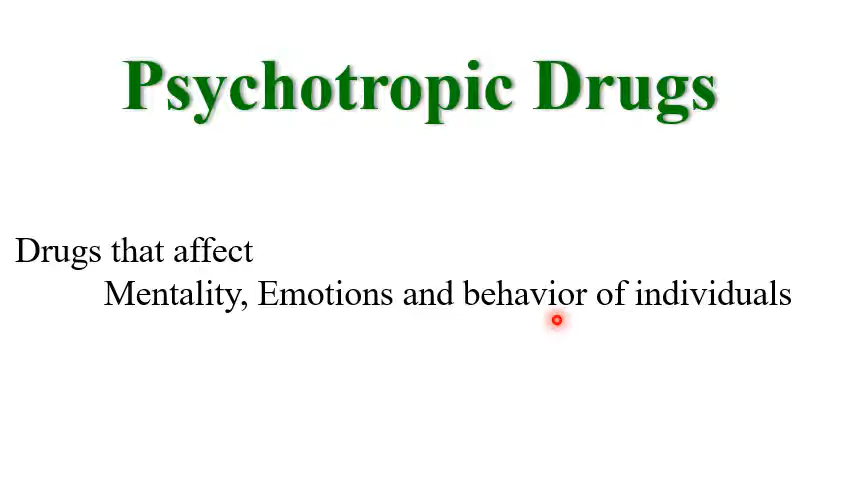 Psychotropic Drugs
Drugs that affect
Mentality, Emotions and behavior of individuals